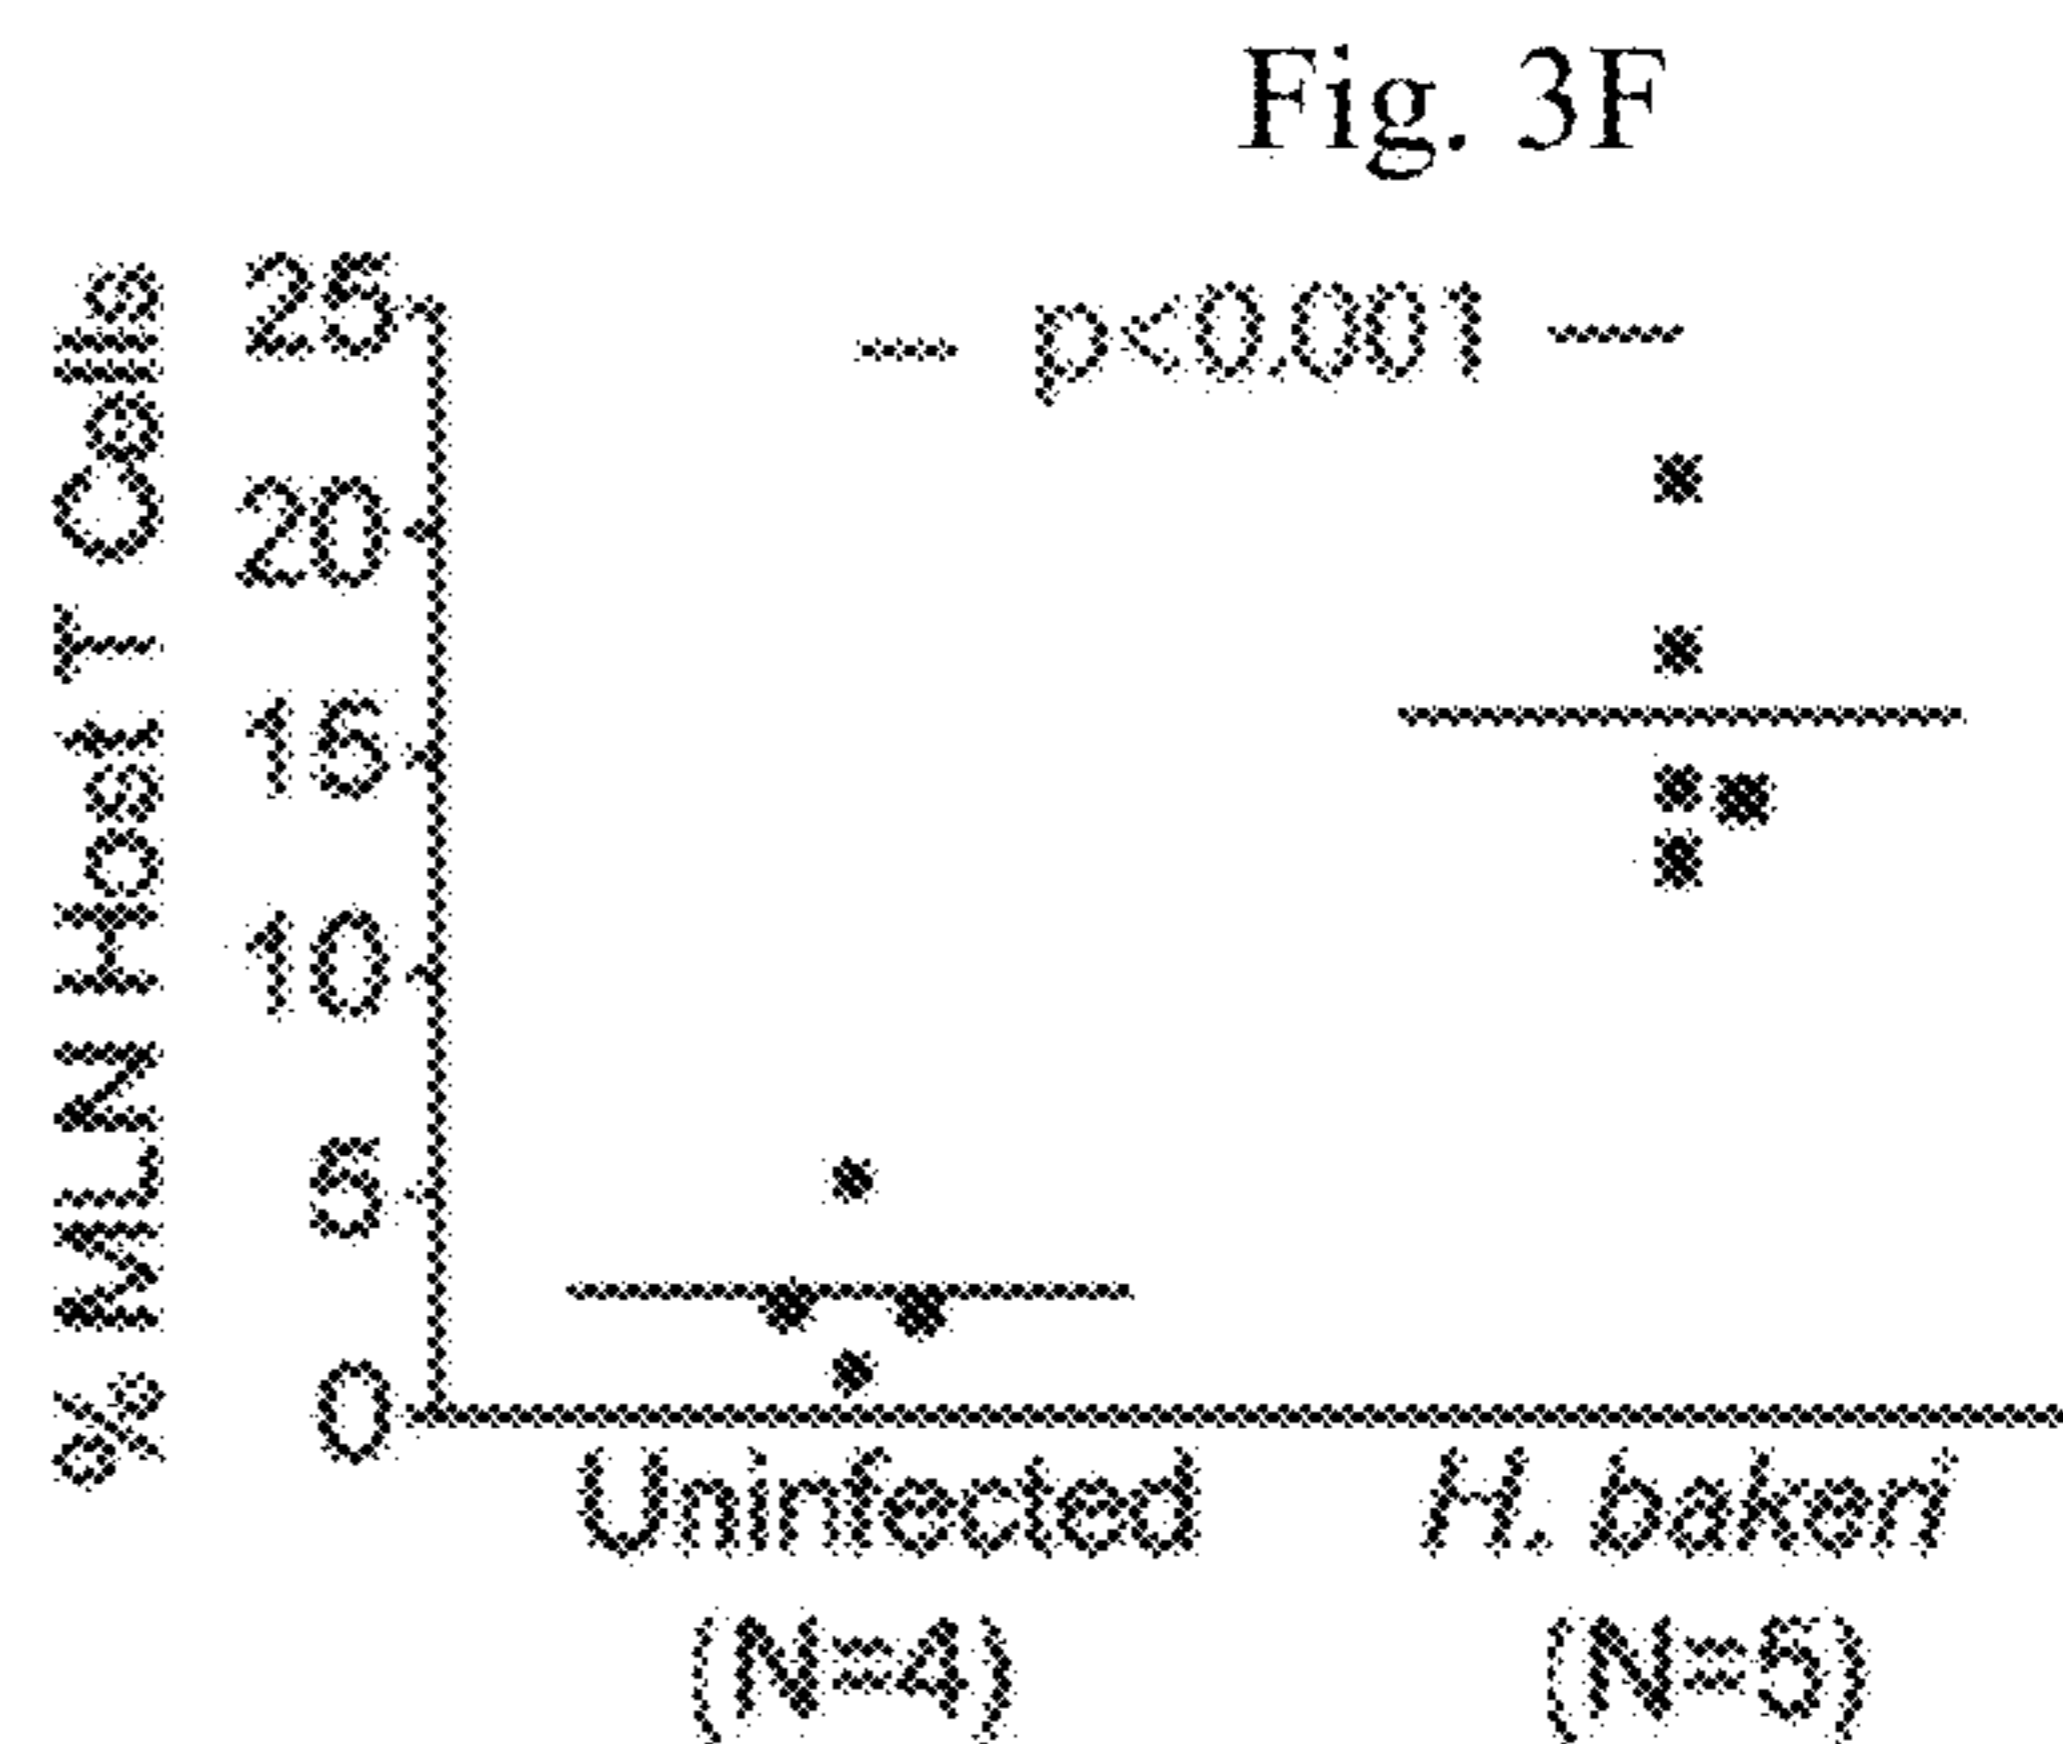 Fig. 3F
% MLN Host T Cells
25
20
15
10
5
0
--- p<0.001 ----
Uninfected H. bakeri
(N=4) (N=5)